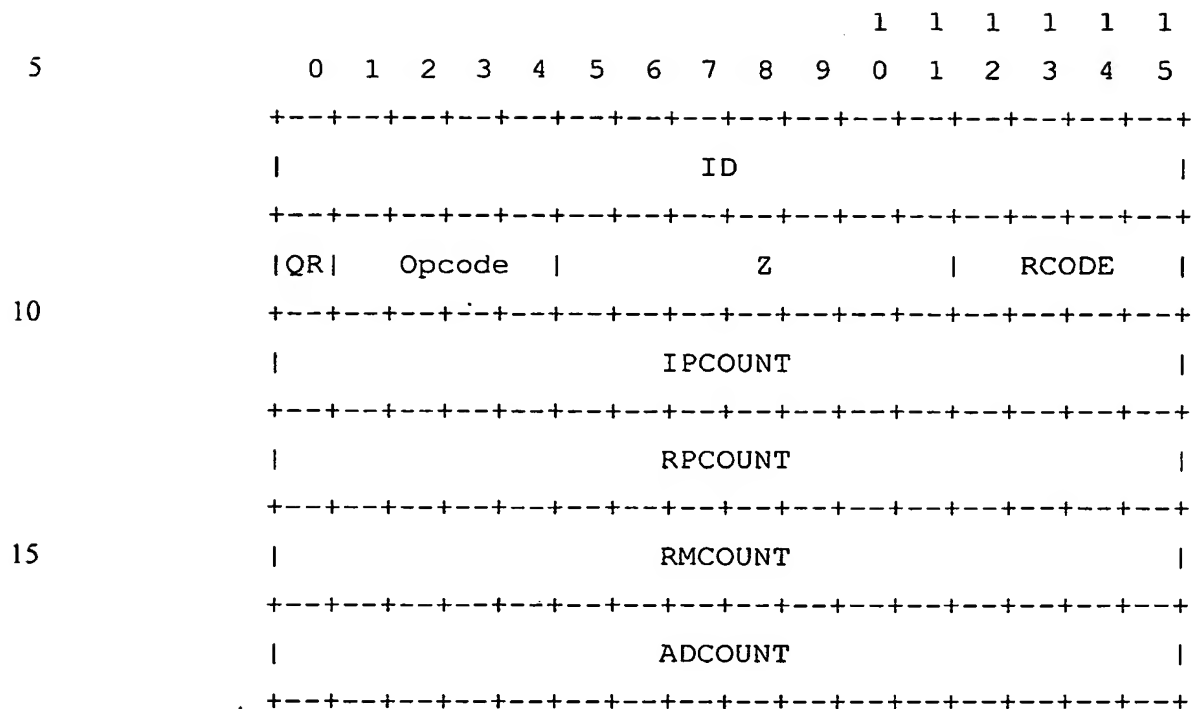 1 1 1 1 1 1
5 0 1 2 3 4 5 6 7 8 9 0 1 2 3 4 5
+--+--+--+--+--+--+--+--+--+--+--+--+--+--+--+--+
| ID |
+--+--+--+--+--+--+--+--+--+--+--+--+--+--+--+--+
|QR| Opcode | Z | RCODE |
10 +--+--+--+--+--+--+--+--+--+--+--+--+--+--+--+--+
| IPCOUNT |
+--+--+--+--+--+--+--+--+--+--+--+--+--+--+--+--+
| RPCOUNT |
+--+--+--+--+--+--+--+--+--+--+--+--+--+--+--+--+
15 | RMCOUNT |
+--+--+--+--+--+--+--+--+--+--+--+--+--+--+--+--+
| ADCOUNT |
+--+--+--+--+--+--+--+--+--+--+--+--+--+--+--+--+